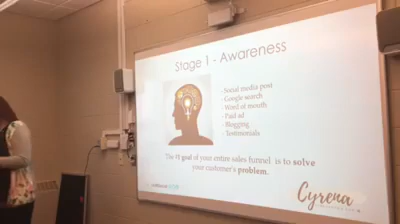 Stage 1 - Awareness
- Social media post
- Google search
- Word of mouth
- Paid ad
- Blogging
- Testimonials
The #1 goal of your entire sales funnel is to solve
your customer's problem.
Cyrena